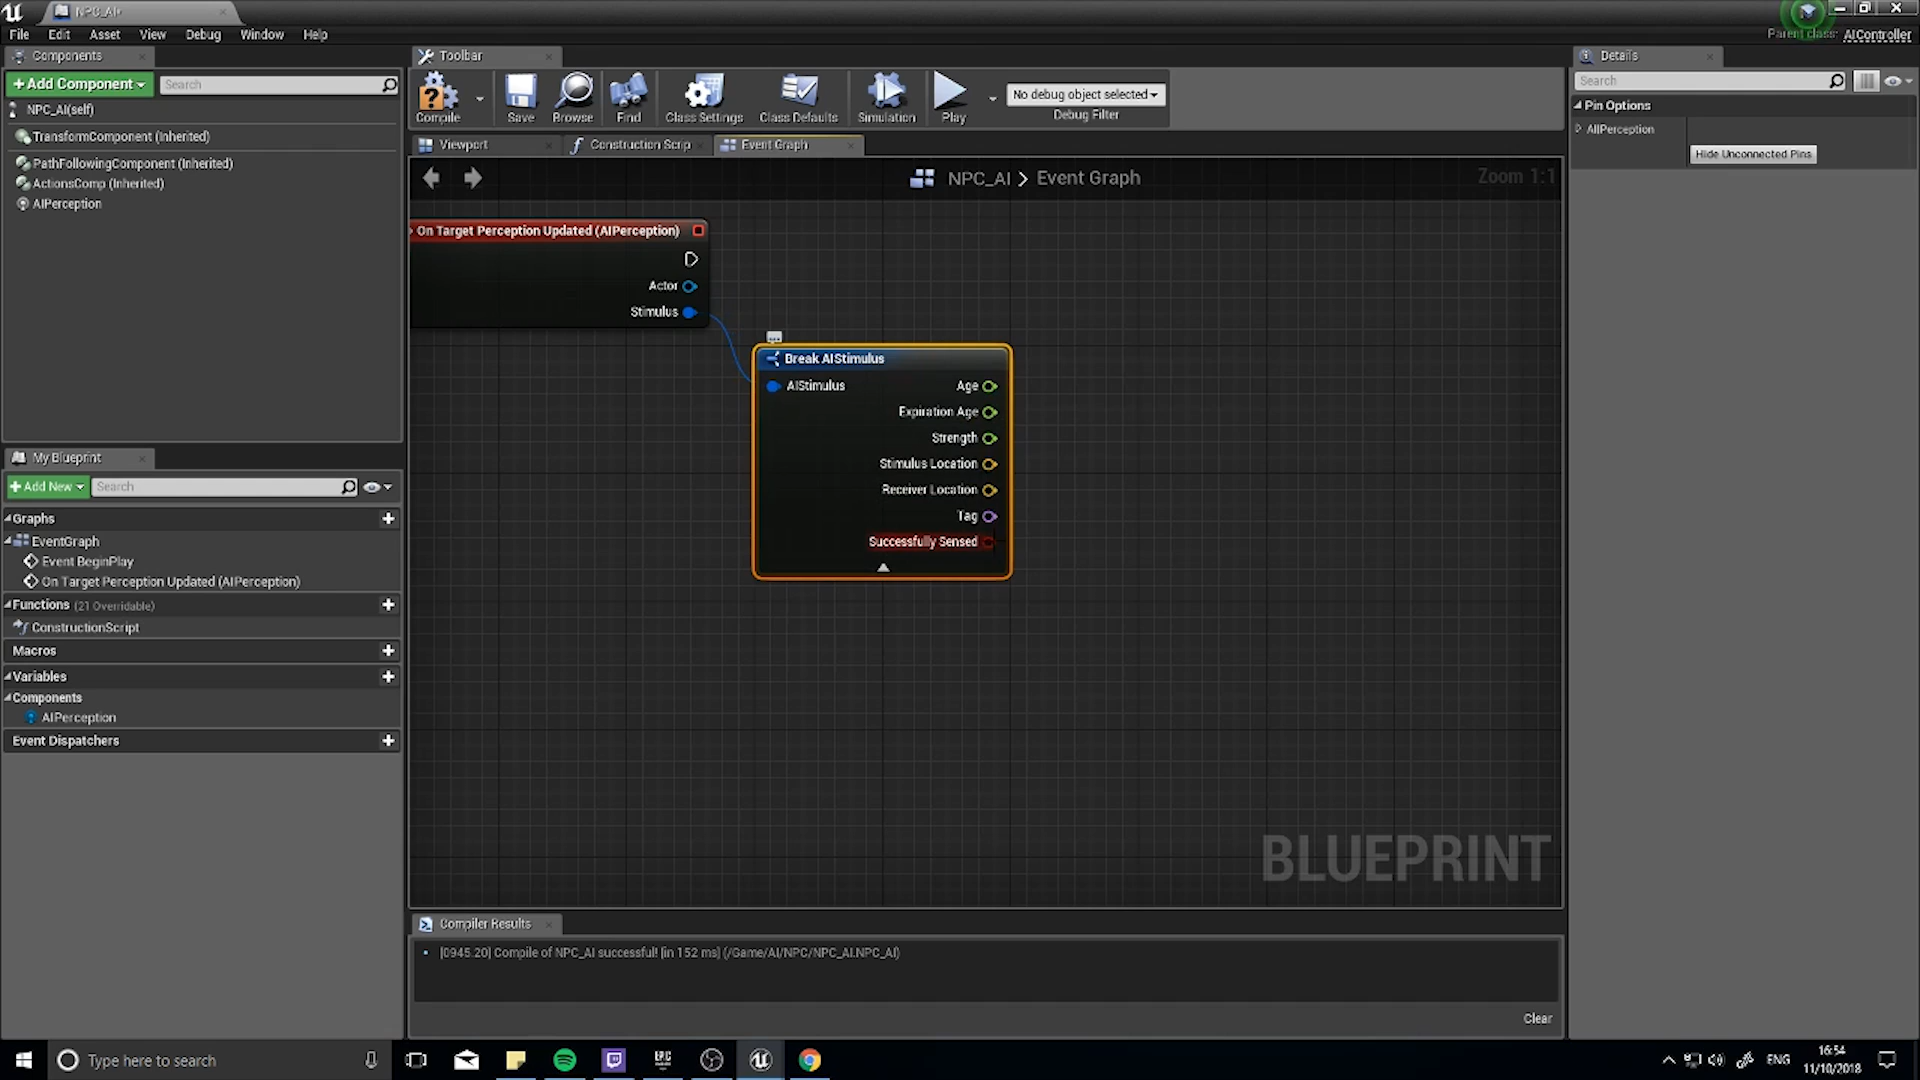 NPC_AI*
File Edit Asset View Debug Window Help
Parent class: AIController
Components
+ Add Component
Search
NPC_AI(self)
TransformComponent (Inherited)
PathFollowingComponent (Inherited)
ActionsComp (Inherited)
AIPerception
Toolbar
Compile
Save
Browse
Find
Class Settings
Class Defaults
Simulation
Play
No debug object selected
Debug Filter
Viewport
Construction Scrip
Event Graph
NPC_AI > Event Graph
Zoom 1:1
On Target Perception Updated (AIPerception)
Actor
Stimulus
Break AIStimulus
AIStimulus
Age
Expiration Age
Strength
Stimulus Location
Receiver Location
Tag
Successfully Sensed
BLUEPRINT
Details
Search
Pin Options
AIPerception
Hide Unconnected Pins
My Blueprint
+ Add New
Search
Graphs
EventGraph
Event BeginPlay
On Target Perception Updated (AIPerception)
Functions (21 Overridable)
ConstructionScript
Macros
Variables
Components
AIPerception
Event Dispatchers
Compiler Results
[0945.20] Compile of NPC_AI successful! [in 152 ms] (/Game/AI/NPC/NPC_AI.NPC_AI)
Clear
Type here to search
EPIC
ENG
16:54
11/10/2018